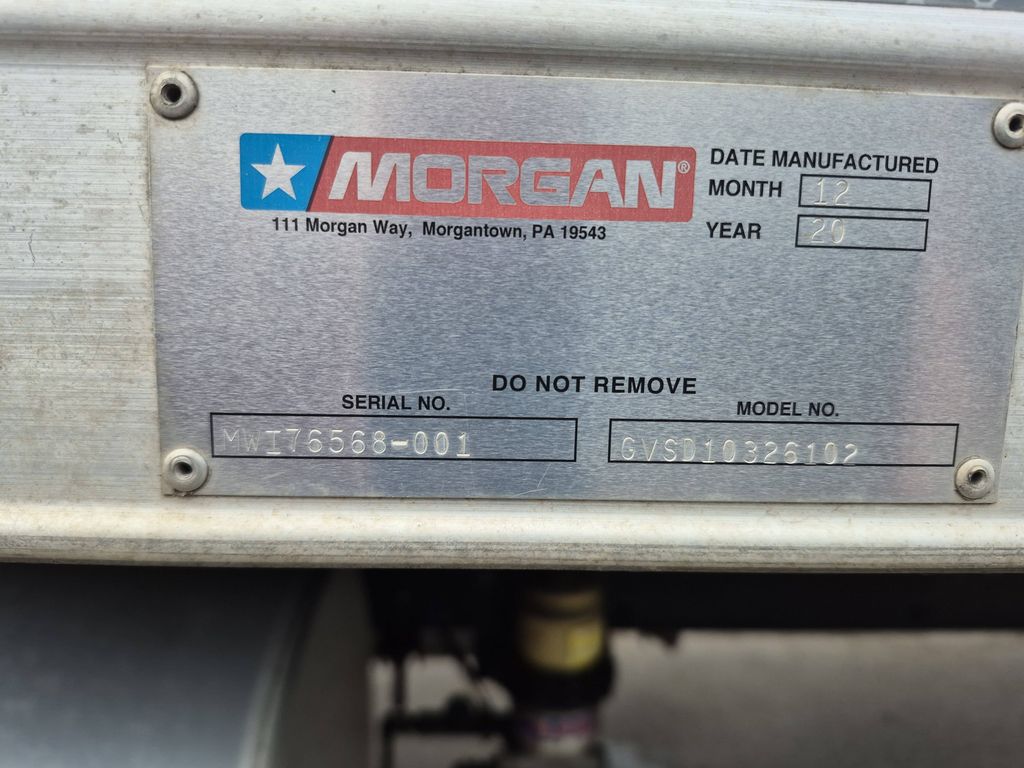 MORGAN®
111 Morgan Way, Morgantown, PA 19543
DATE MANUFACTURED
MONTH 12
YEAR 20
DO NOT REMOVE
SERIAL NO.
MWI76568-001
MODEL NO.
GVSD10326102